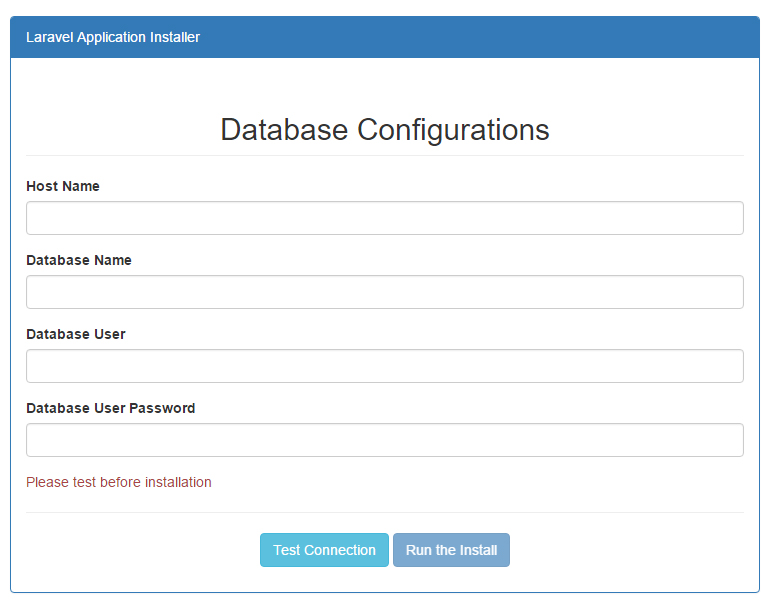 Laravel Application Installer
Database Configurations
Host Name
Database Name
Database User
Database User Password
Please test before installation
Test Connection
Run the Install